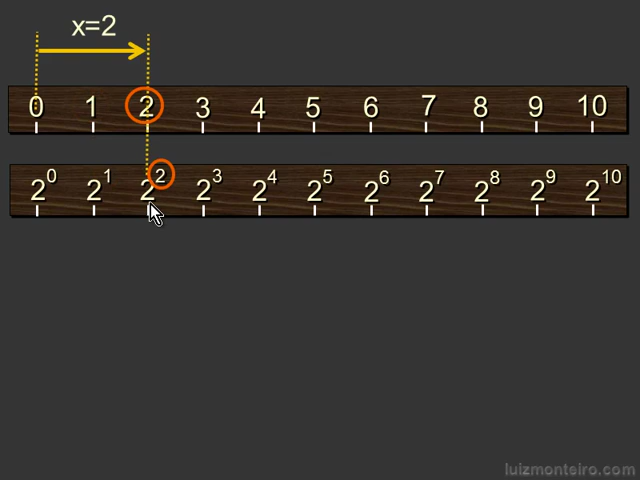 x=2
0 1 2 3 4 5 6 7 8 9 10
2⁰ 2¹ 2² 2³ 2⁴ 2⁵ 2⁶ 2⁷ 2⁸ 2⁹ 2¹⁰
luizmonteiro.com